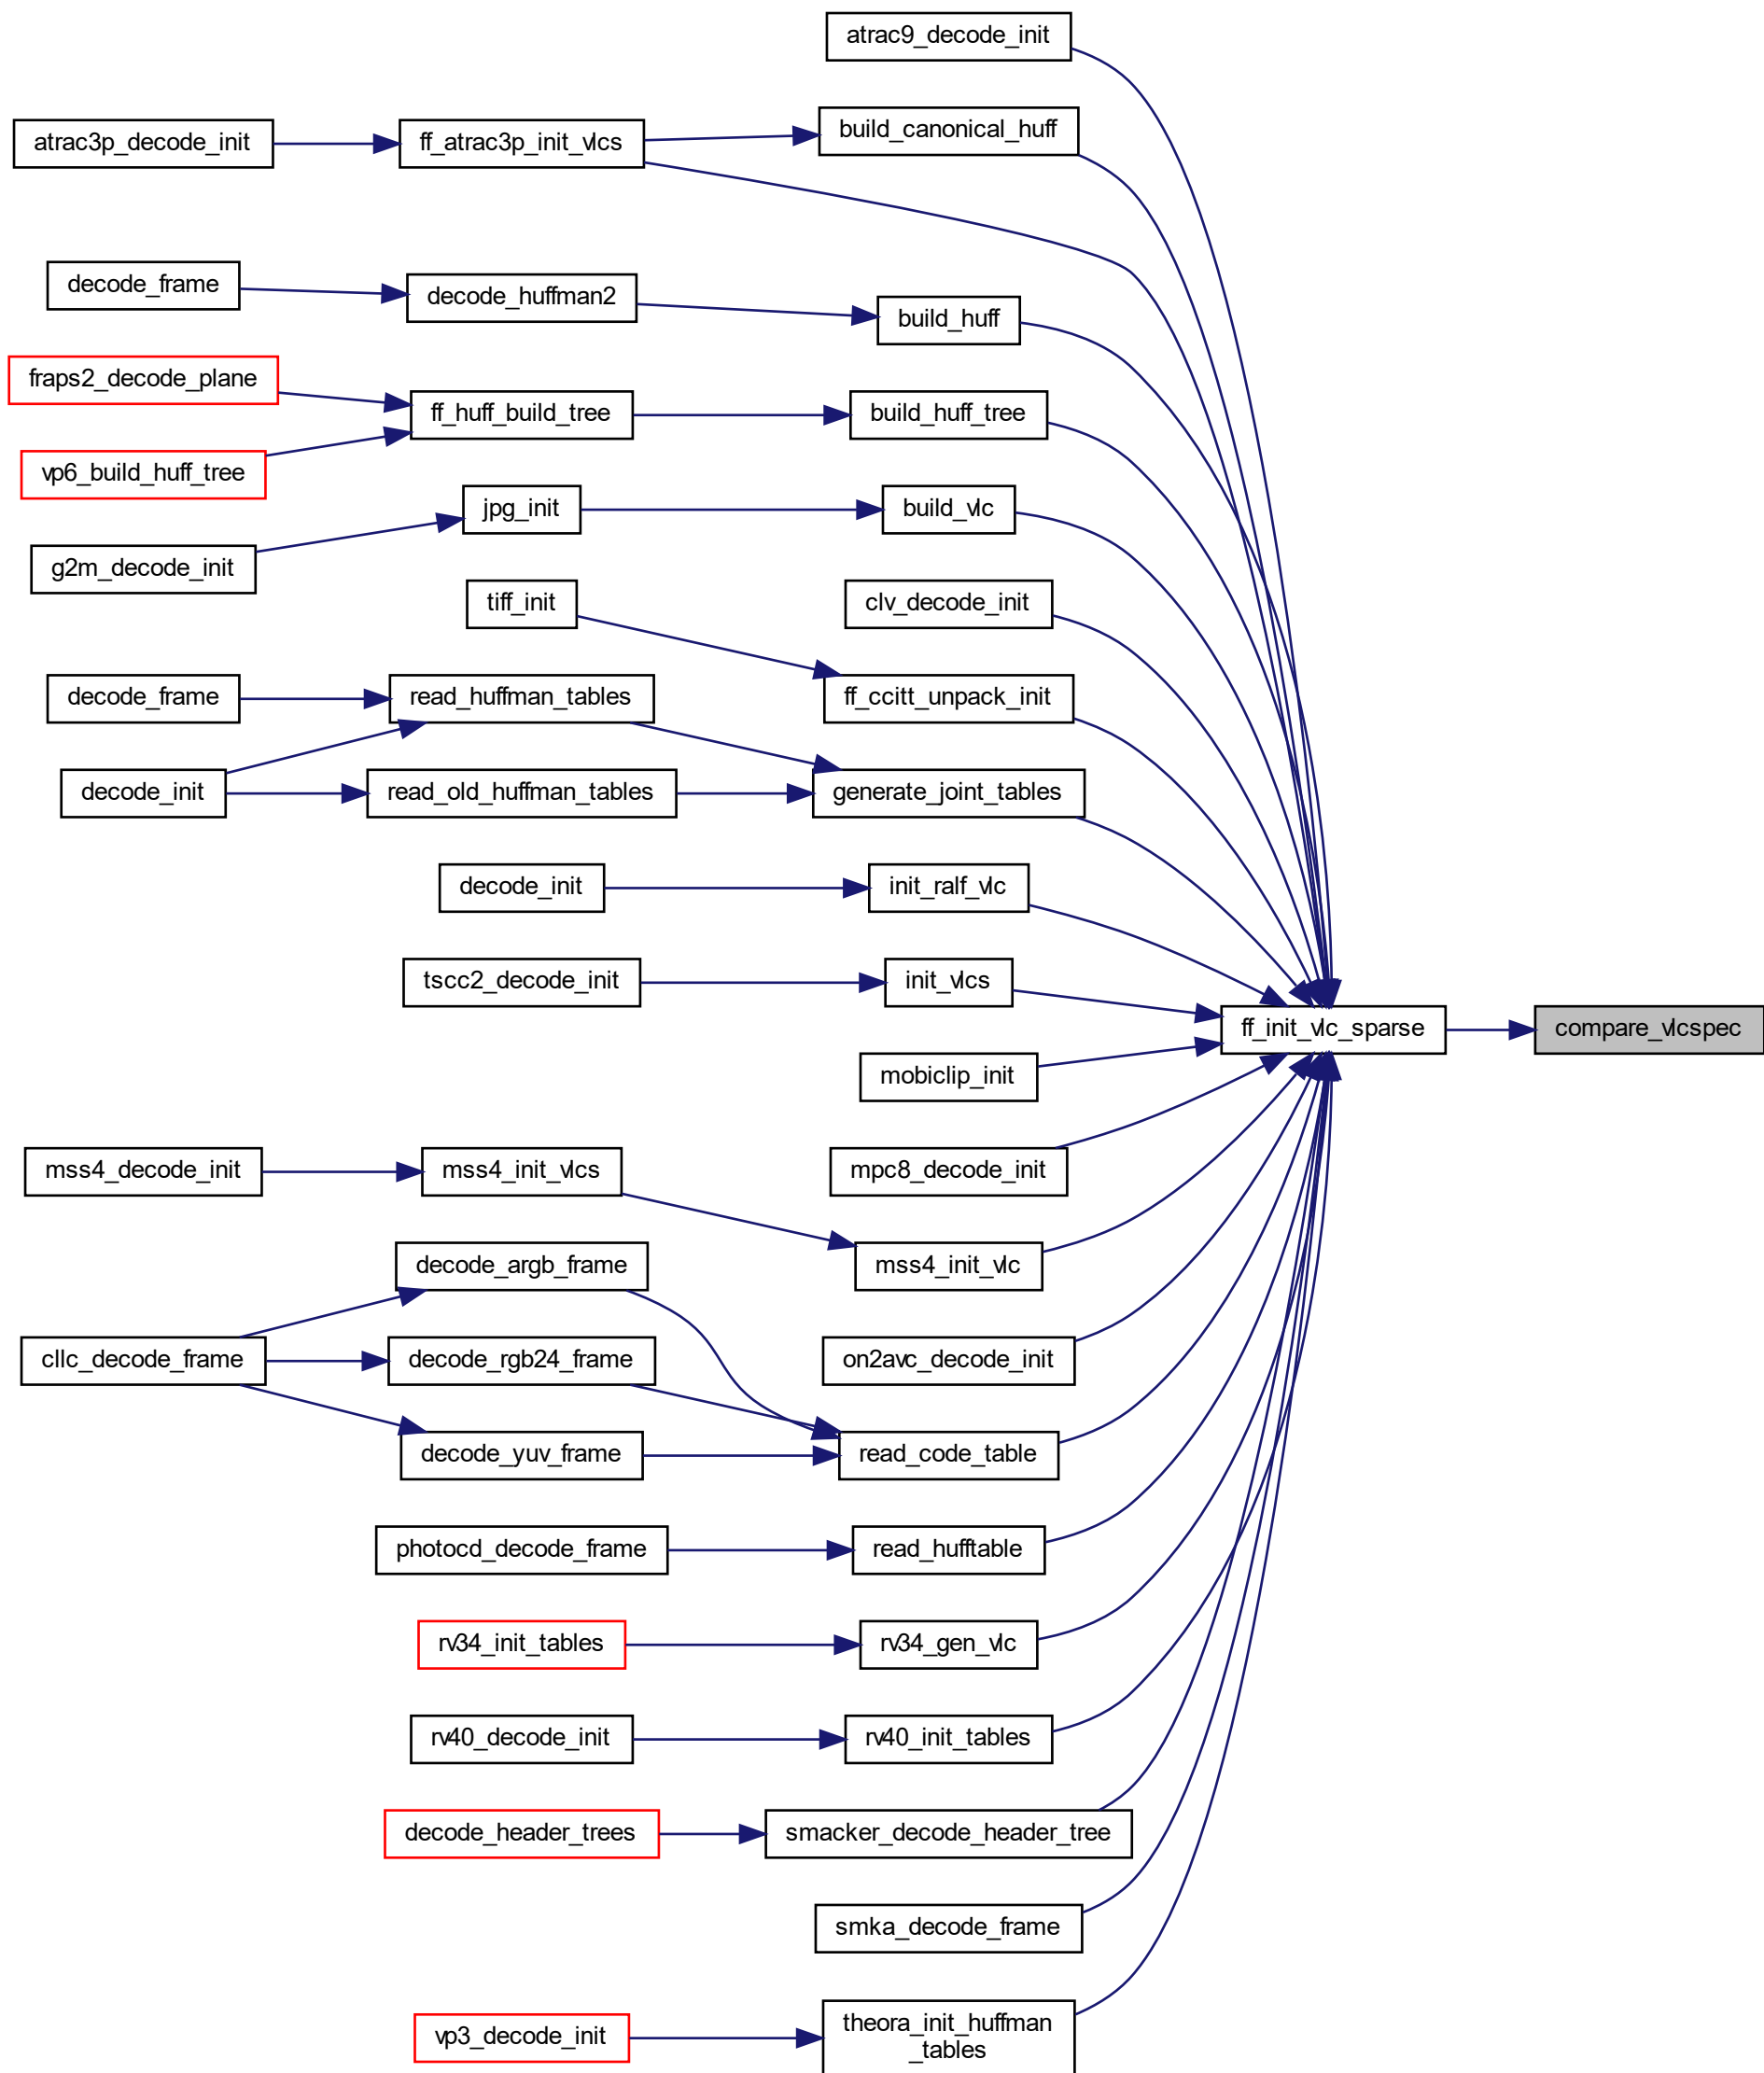 atrac9_decode_init
atrac3p_decode_init
ff_atrac3p_init_vlcs
build_canonical_huff
decode_frame
decode_huffman2
build_huff
fraps2_decode_plane
ff_huff_build_tree
build_huff_tree
vp6_build_huff_tree
jpg_init
build_vlc
g2m_decode_init
tiff_init
clv_decode_init
decode_frame
read_huffman_tables
ff_ccitt_unpack_init
decode_init
read_old_huffman_tables
generate_joint_tables
decode_init
init_ralf_vlc
tscc2_decode_init
init_vlcs
ff_init_vlc_sparse
compare_vlcspec
mobiclip_init
mss4_decode_init
mss4_init_vlcs
mpc8_decode_init
decode_argb_frame
mss4_init_vlc
cllc_decode_frame
decode_rgb24_frame
on2avc_decode_init
decode_yuv_frame
read_code_table
photocd_decode_frame
read_hufftable
rv34_init_tables
rv34_gen_vlc
rv40_decode_init
rv40_init_tables
decode_header_trees
smacker_decode_header_tree
smka_decode_frame
vp3_decode_init
theora_init_huffman
_tables